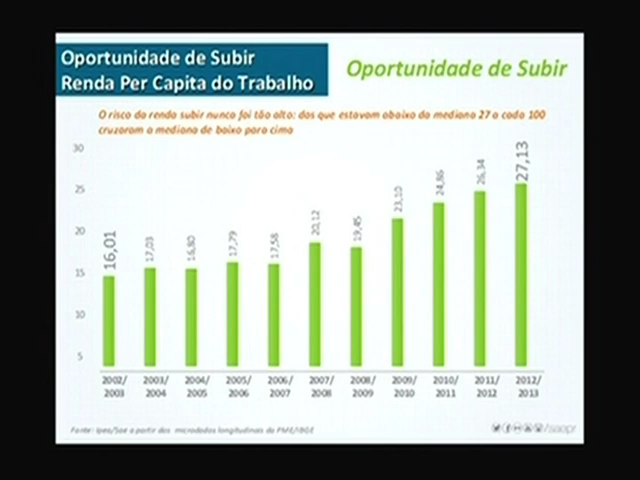 Oportunidade de Subir
Renda Per Capita do Trabalho
Oportunidade de Subir
O risco da renda subir nunca foi tão alto: dos que estavam abaixo da mediana 27 a cada 100
cruzaram a mediana de baixo para cima
30
25
20
15
10
5
16,01
17,03
16,80
17,79
17,58
20,12
19,45
23,10
24,86
26,34
27,13
2002/ 2003/ 2004/ 2005/ 2006/ 2007/ 2008/ 2009/ 2010/ 2011/ 2012/
2003 2004 2005 2006 2007 2008 2009 2010 2011 2012 2013
Fonte: Ipea/Sae a partir dos microdados longitudinais da PME/IBGE
/saepr